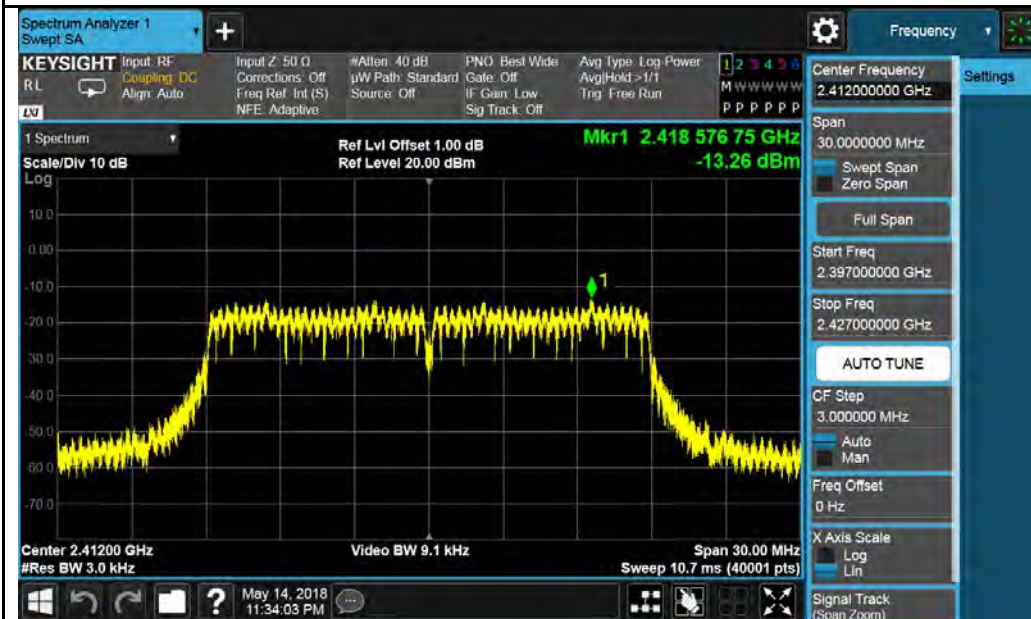 Spectrum Analyzer 1
Swept SA
+
Frequency
KEYSIGHT
RL
LXI
Input: RF
Coupling: DC
Align: Auto
Input Z: 50 Ω
Corrections: Off
Freq Ref: Int (S)
NFE: Adaptive
#Atten: 40 dB
µW Path: Standard
Source: Off
PNO: Best Wide
Gate: Off
IF Gain: Low
Sig Track: Off
Avg Type: Log-Power
Avg|Hold:>1/1
Trig: Free Run
1 2 3 4 5 6
M W W W W W
P P P P P P
1 Spectrum
Scale/Div 10 dB
Log
Ref Lvl Offset 1.00 dB
Ref Level 20.00 dBm
Mkr1 2.418 576 75 GHz
-13.26 dBm
10.0
0.00
-10.0
-20.0
-30.0
-40.0
-50.0
-60.0
-70.0
1
Center 2.41200 GHz
#Res BW 3.0 kHz
Video BW 9.1 kHz
Span 30.00 MHz
Sweep 10.7 ms (40001 pts)
?
May 14, 2018
11:34:03 PM
Center Frequency
2.412000000 GHz
Span
30.0000000 MHz
Swept Span
Zero Span
Full Span
Start Freq
2.397000000 GHz
Stop Freq
2.427000000 GHz
AUTO TUNE
CF Step
3.000000 MHz
Auto
Man
Freq Offset
0 Hz
X Axis Scale
Log
Lin
Signal Track
(Span Zoom)
Settings